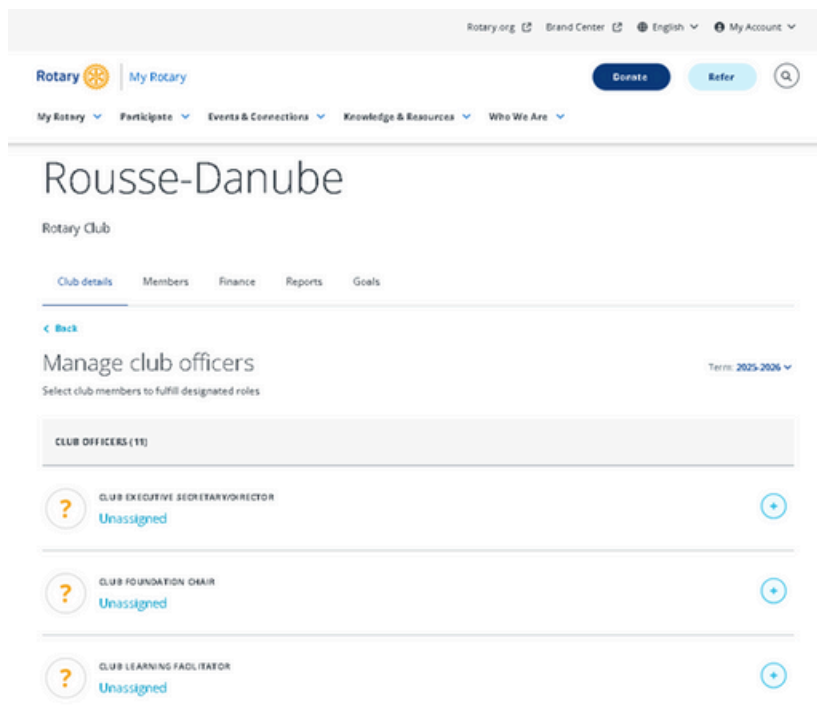 Rotary.org Brand Center English My Account
Rotary My Rotary Donate Refer
My Rotary Participate Events & Connections Knowledge & Resources Who We Are
Rousse-Danube
Rotary Club
Club details Members Finance Reports Goals
< Back
Manage club officers
Term: 2025-2026
Select club members to fulfill designated roles
CLUB OFFICERS (11)
? CLUB EXECUTIVE SECRETARY/DIRECTOR
Unassigned +
? CLUB FOUNDATION CHAIR
Unassigned +
? CLUB LEARNING FACILITATOR
Unassigned +